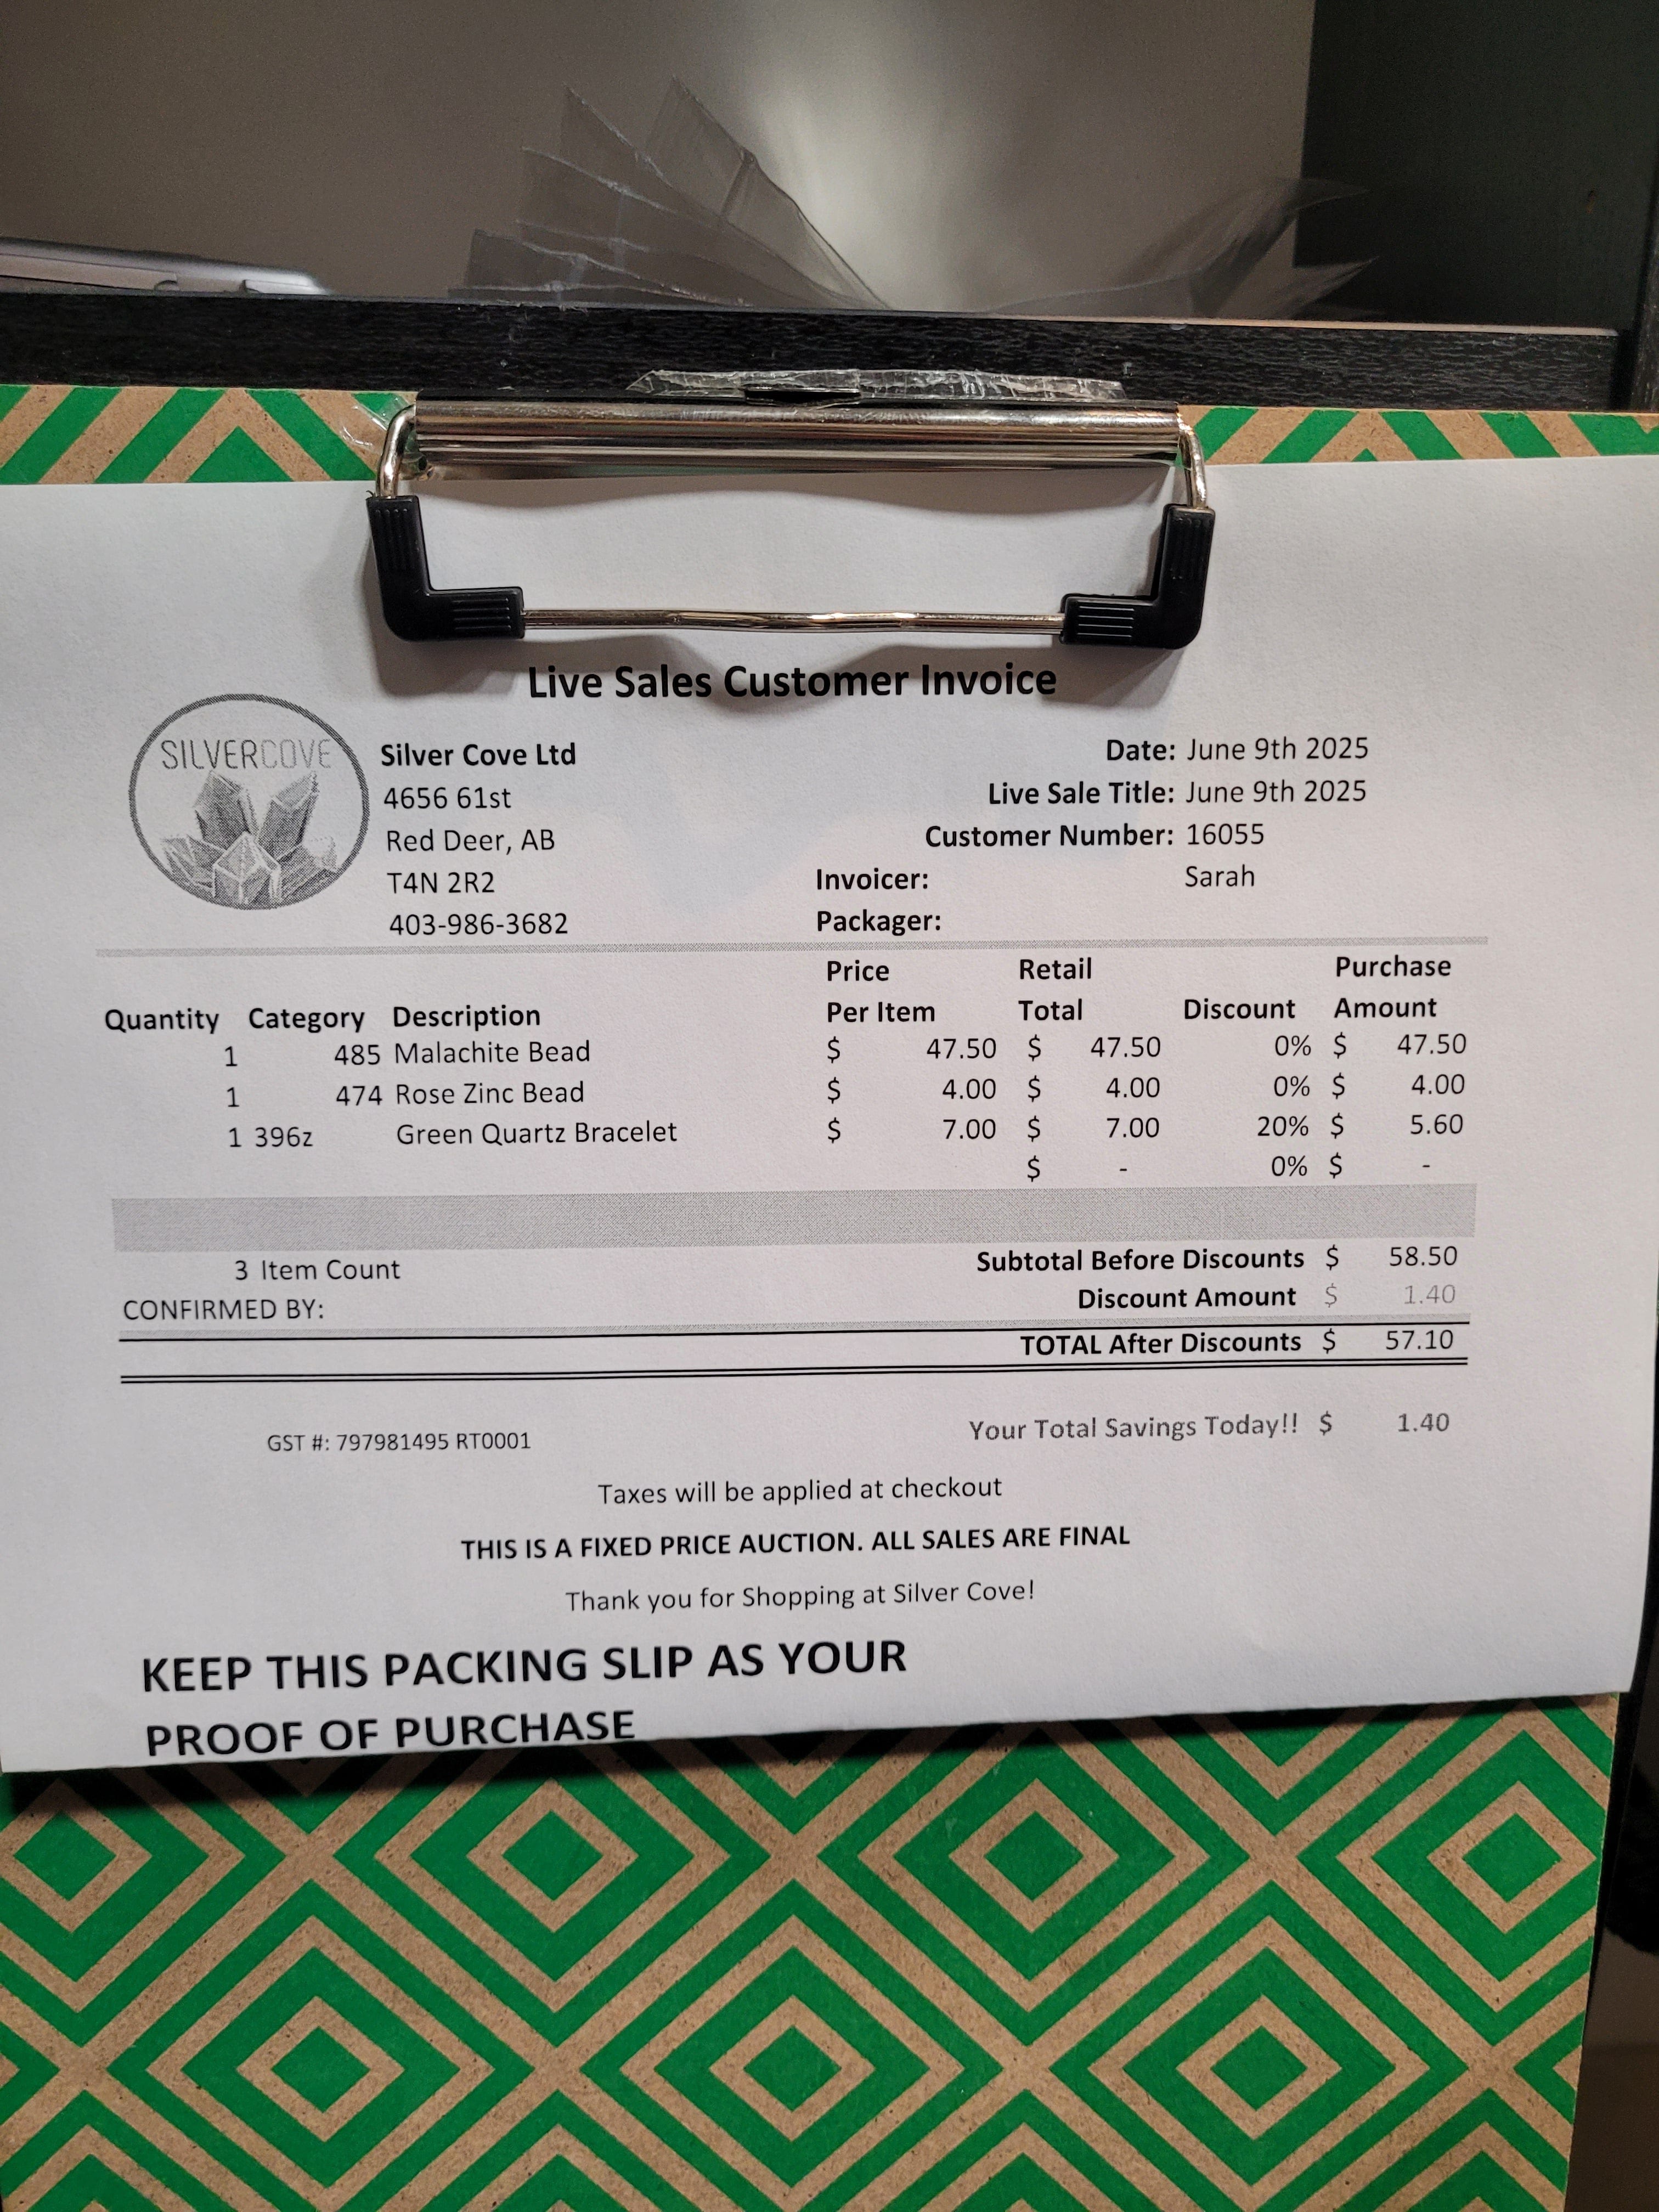 Live Sales Customer Invoice
SILVERCOVE
Silver Cove Ltd
4656 61st
Red Deer, AB
T4N 2R2
403-986-3682
Date: June 9th 2025
Live Sale Title: June 9th 2025
Customer Number: 16055
Invoicer: Sarah
Packager:
Quantity Category Description Price Per Item Retail Total Discount Purchase Amount
1 485 Malachite Bead $ 47.50 $ 47.50 0% $ 47.50
1 474 Rose Zinc Bead $ 4.00 $ 4.00 0% $ 4.00
1 396z Green Quartz Bracelet $ 7.00 $ 7.00 20% $ 5.60
$ - 0% $ -
3 Item Count Subtotal Before Discounts $ 58.50
CONFIRMED BY: Discount Amount $ 1.40
TOTAL After Discounts $ 57.10
GST #: 797981495 RT0001 Your Total Savings Today!! $ 1.40
Taxes will be applied at checkout
THIS IS A FIXED PRICE AUCTION. ALL SALES ARE FINAL
Thank you for Shopping at Silver Cove!
KEEP THIS PACKING SLIP AS YOUR
PROOF OF PURCHASE